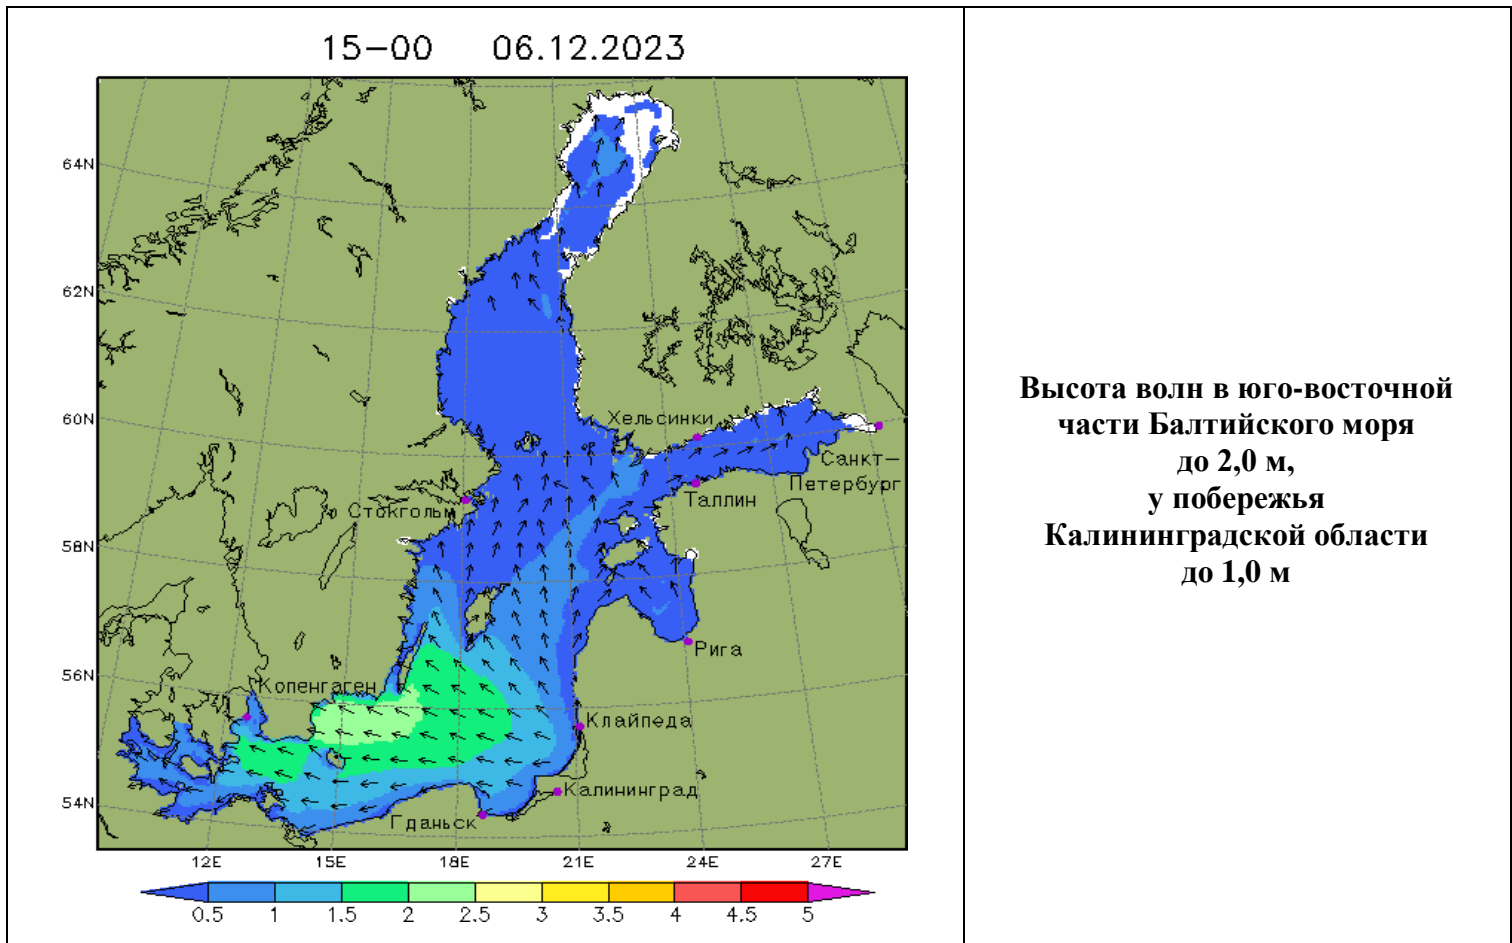 15-00 06.12.2023
64N
62N
60N
58N
56N
54N
Хельсинки
Санкт-
Петербург
Таллин
Стокгольм
Рига
Копенгаген
Клайпеда
Калининград
Гданьск
12E 15E 18E 21E 24E 27E
0.5 1 1.5 2 2.5 3 3.5 4 4.5 5
Высота волн в юго-восточной
части Балтийского моря
до 2,0 м,
у побережья
Калининградской области
до 1,0 м